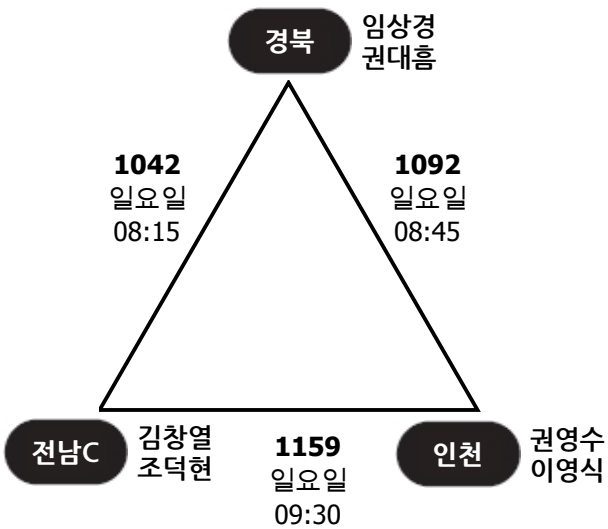 경북
임상경
권대흠
1042
일요일
08:15
1092
일요일
08:45
전남C
김창열
조덕현
1159
일요일
09:30
인천
권영수
이영식